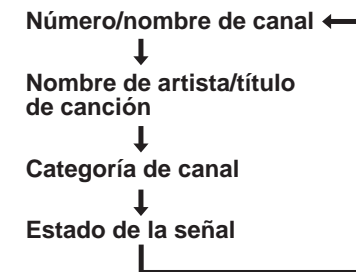 Número/nombre de canal
Nombre de artista/título
de canción
Categoría de canal
Estado de la señal